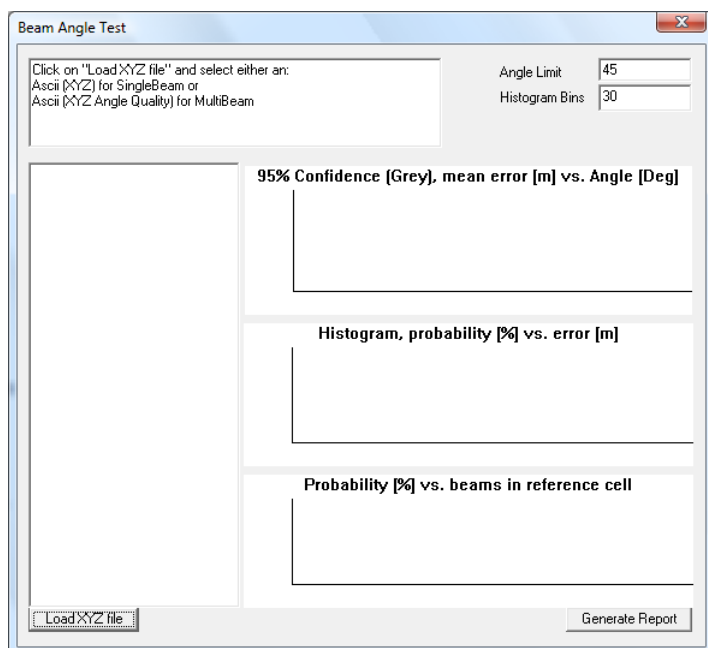 Beam Angle Test
Click on "Load XYZ file" and select either an:
Ascii (XYZ) for SingleBeam or
Ascii (XYZ Angle Quality) for MultiBeam
Angle Limit 45
Histogram Bins 30
95% Confidence (Grey), mean error [m] vs. Angle [Deg]
Histogram, probability [%] vs. error [m]
Probability [%] vs. beams in reference cell
Load XYZ file
Generate Report